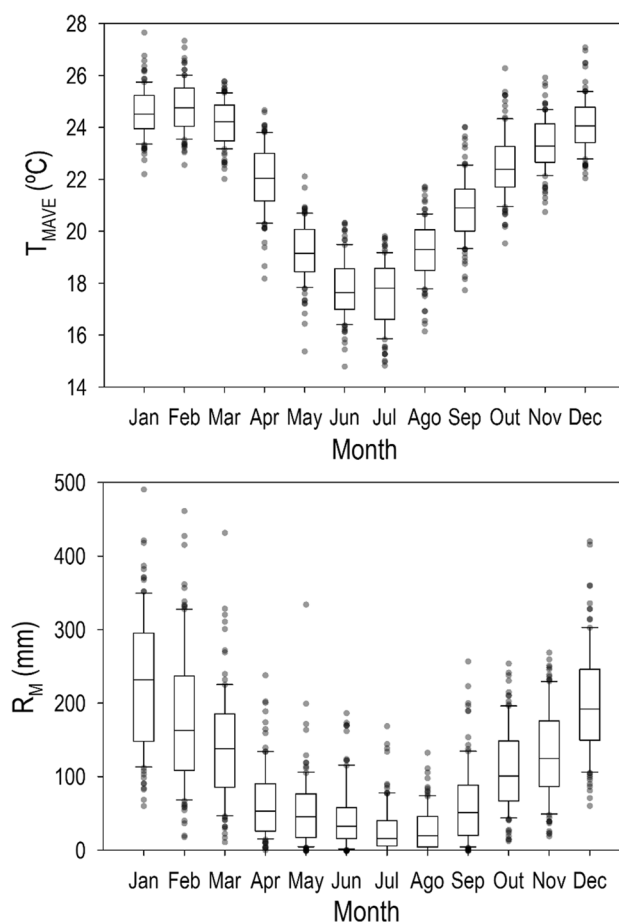 28
26
24
22
20
18
16
14
T_MAVE (ºC)
Jan Feb Mar Apr May Jun Jul Ago Sep Out Nov Dec
Month
500
400
300
200
100
0
R_M (mm)
Jan Feb Mar Apr May Jun Jul Ago Sep Out Nov Dec
Month